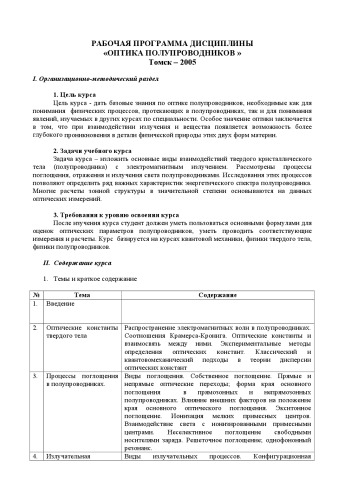 РАБОЧАЯ ПРОГРАММА ДИСЦИПЛИНЫ
«ОПТИКА ПОЛУПРОВОДНИКОВ »
Томск – 2005
I. Организационно-методический раздел
1. Цель курса
Цель курса - дать базовые знания по оптике полупроводников, необходимые как для
понимания физических процессов, протекающих в полупроводниках, так и для понимания
явлений, изучаемых в других курсах по специальности. Особое значение оптики заключается
в том, что при взаимодействии излучения и вещества появляется возможность более
глубокого проникновения в детали физической природы этих двух форм материи.
2. Задачи учебного курса
Задача курса – изложить основные виды взаимодействий твердого кристаллического
тела (полупроводника) с электромагнитным излучением. Рассмотрены процессы
поглощения, отражения и излучения света полупроводниками. Исследования этих процессов
позволяют определить ряд важных характеристик энергетического спектра полупроводника.
Многие расчеты зонной структуры в значительной степени основываются на данных
оптических измерений.
3. Требования к уровню освоения курса
После изучения курса студент должен уметь пользоваться основными формулами для
оценок оптических параметров полупроводников, уметь проводить соответствующие
измерения и расчеты. Курс базируется на курсах квантовой механики, физики твердого тела,
физики полупроводников.
II. Содержание курса
1. Темы и краткое содержание
№ Тема Содержание
1. Введение
2. Оптические константы твердого тела
Распространение электромагнитных волн в полупроводниках.
Соотношения Крамерса-Кронига. Оптические константы и
взаимосвязь между ними. Экспериментальные методы
определения оптических констант. Классический и
квантовомеханический подходы в теории дисперсии
оптических констант
3. Процессы поглощения в полупроводниках.
Виды поглощения. Собственное поглощение. Прямые и
непрямые оптические переходы; форма края основного
поглощения в прямозонных и непрямозонных
полупроводниках. Влияние внешних факторов на положение
края основного оптического поглощения. Экситонное
поглощение. Ионизация мелких примесных центров.
Взаимодействие света с ионизированными примесными
центрами. Неселективное поглощение свободными
носителями заряда. Решеточное поглощение; однофононный
резонанс.
4. Излучательная
Виды излучательных процессов. Конфигурационная